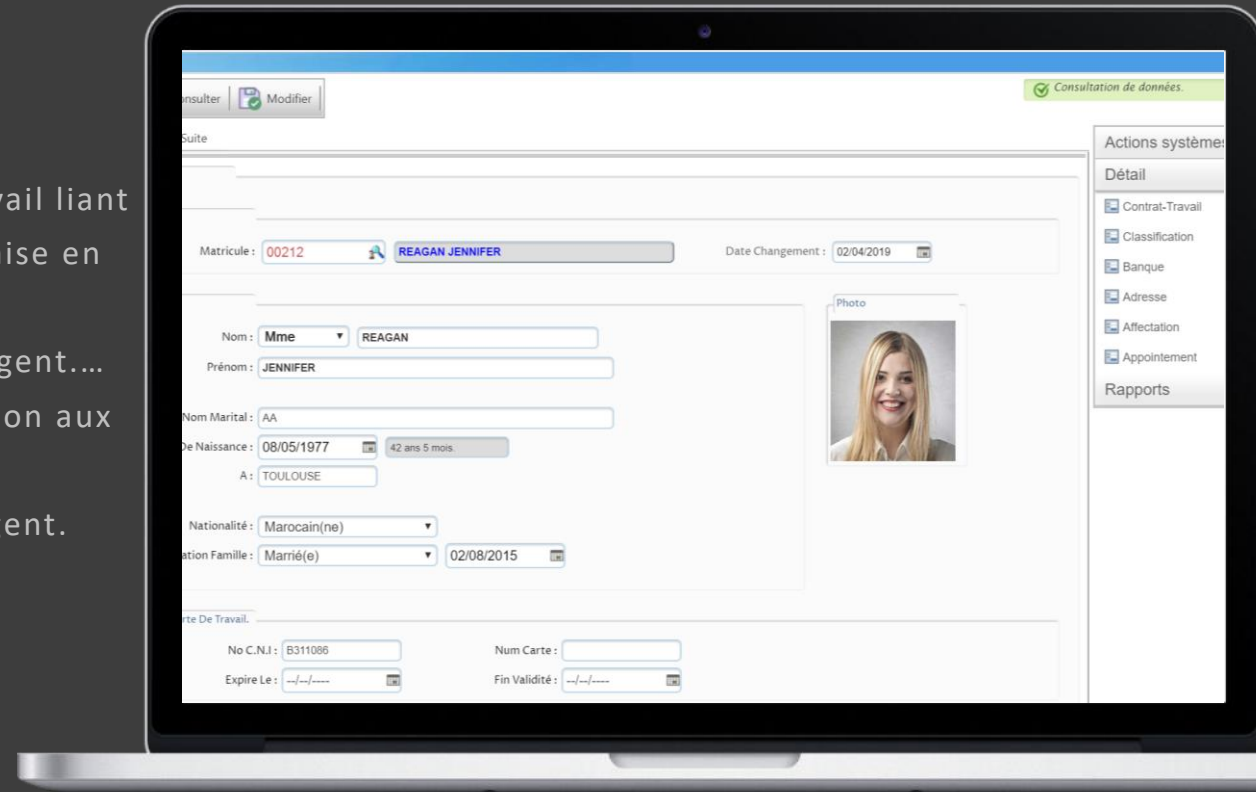 vail liant
ise en
gent....
on aux
ent.
onsulter Modifier
Consultation de données.
Suite
Matricule : 00212 REAGAN JENNIFER Date Changement : 02/04/2019
Nom : Mme REAGAN
Prénom : JENNIFER
Nom Marital : AA
De Naissance : 08/05/1977 42 ans 5 mois
A : TOULOUSE
Nationalité : Marocain(ne)
ation Famille : Marrié(e) 02/08/2015
Photo
rte De Travail.
No C.N.I : B311086 Num Carte :
Expire Le : --/--/---- Fin Validité : --/--/----
Actions système
Détail
Contrat-Travail
Classification
Banque
Adresse
Affectation
Appointement
Rapports